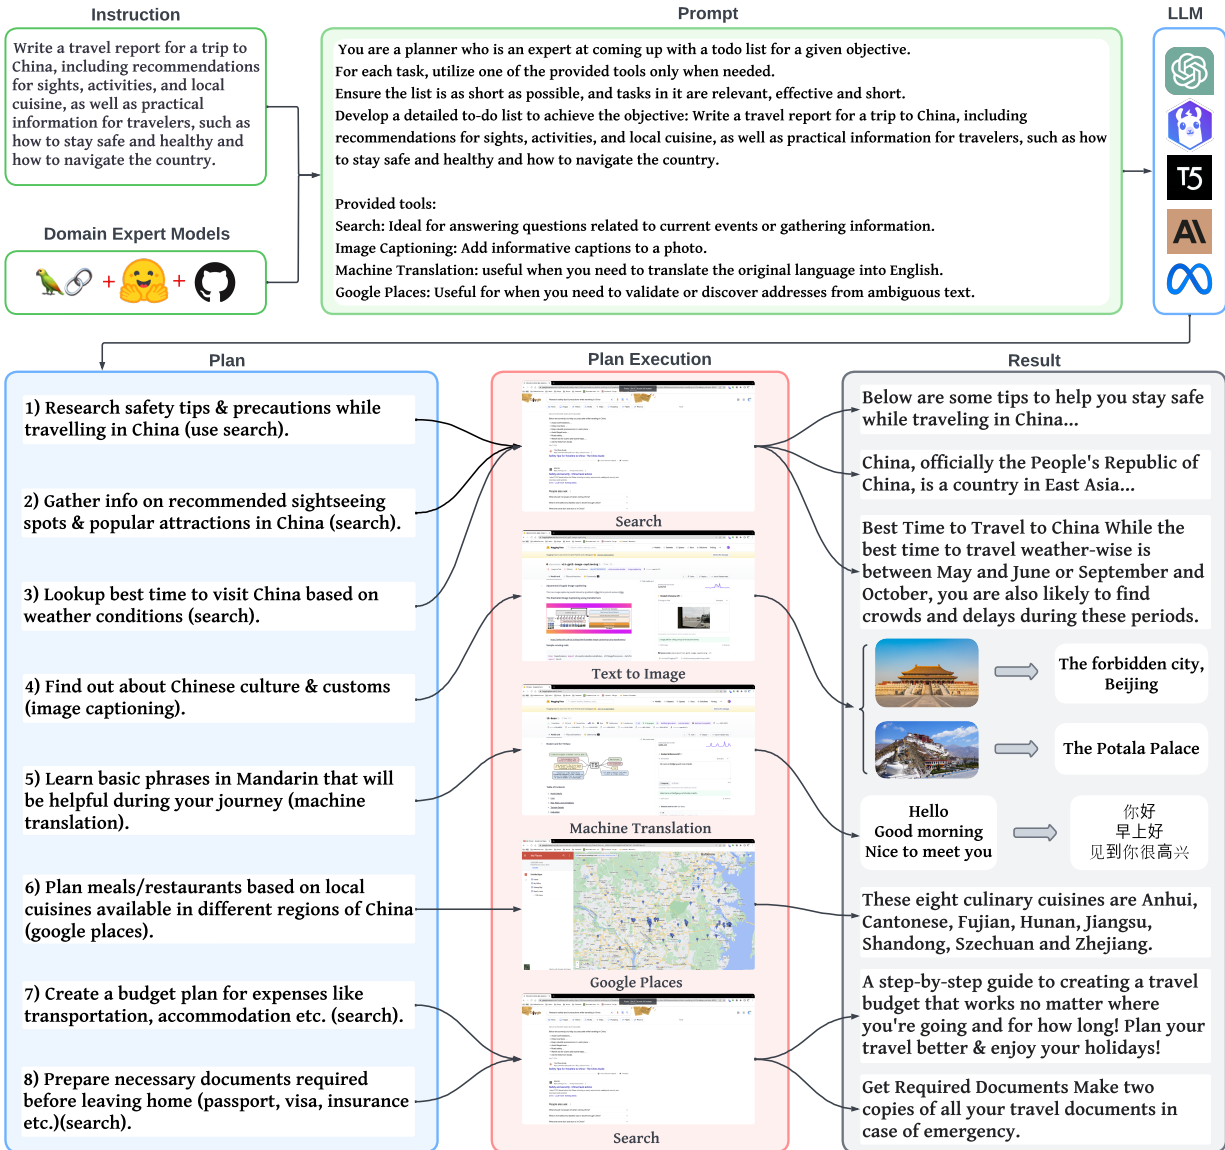 Instruction
Write a travel report for a trip to
China, including recommendations
for sights, activities, and local
cuisine, as well as practical
information for travelers, such as
how to stay safe and healthy and
how to navigate the country.
Domain Expert Models
+ +
Prompt
You are a planner who is an expert at coming up with a todo list for a given objective.
For each task, utilize one of the provided tools only when needed.
Ensure the list is as short as possible, and tasks in it are relevant, effective and short.
Develop a detailed to-do list to achieve the objective: Write a travel report for a trip to China, including
recommendations for sights, activities, and local cuisine, as well as practical information for travelers, such as how
to stay safe and healthy and how to navigate the country.
Provided tools:
Search: Ideal for answering questions related to current events or gathering information.
Image Captioning: Add informative captions to a photo.
Machine Translation: useful when you need to translate the original language into English.
Google Places: Useful for when you need to validate or discover addresses from ambiguous text.
LLM
T5
A\
Plan
1) Research safety tips & precautions while
travelling in China (use search).
2) Gather info on recommended sightseeing
spots & popular attractions in China (search).
3) Lookup best time to visit China based on
weather conditions (search).
4) Find out about Chinese culture & customs
(image captioning).
5) Learn basic phrases in Mandarin that will
be helpful during your journey (machine
translation).
6) Plan meals/restaurants based on local
cuisines available in different regions of China
(google places).
7) Create a budget plan for expenses like
transportation, accommodation etc. (search).
8) Prepare necessary documents required
before leaving home (passport, visa, insurance
etc.)(search).
Plan Execution
Search
Text to Image
Machine Translation
Google Places
Search
Result
Below are some tips to help you stay safe
while traveling in China...
China, officially the People's Republic of
China, is a country in East Asia...
Best Time to Travel to China While the
best time to travel weather-wise is
between May and June or September and
October, you are also likely to find
crowds and delays during these periods.
The forbidden city,
Beijing
The Potala Palace
Hello
Good morning
Nice to meet you
你好
早上好
见到你很高兴
These eight culinary cuisines are Anhui,
Cantonese, Fujian, Hunan, Jiangsu,
Shandong, Szechuan and Zhejiang.
A step-by-step guide to creating a travel
budget that works no matter where
you're going and for how long! Plan your
travel better & enjoy your holidays!
Get Required Documents Make two
copies of all your travel documents in
case of emergency.